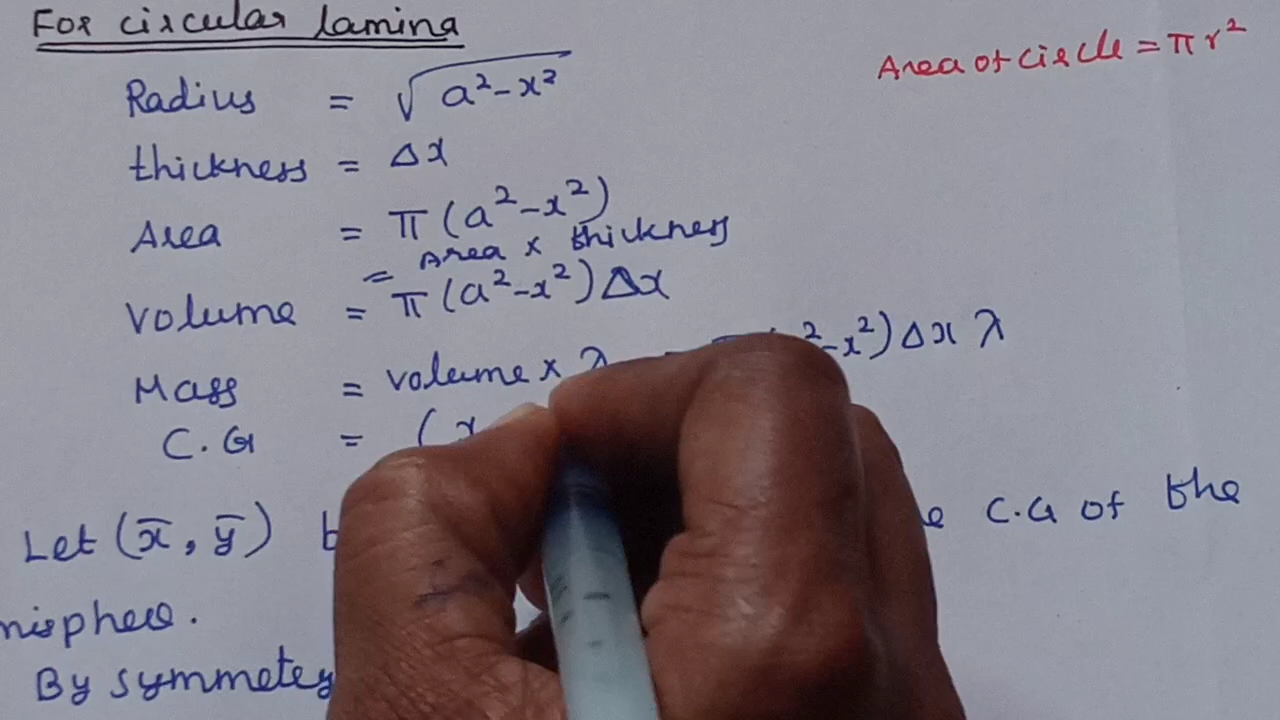 For circular lamina
Area of circle = πr²
Radius = √a²-x²
thickness = Δx
Area = π(a²-x²)
= Area × thickness
volume = π(a²-x²)Δx
Mass = volume × λ = ²-x²)Δx λ
C.G = (x
Let (x̄, ȳ) C.G of the
By symmetry